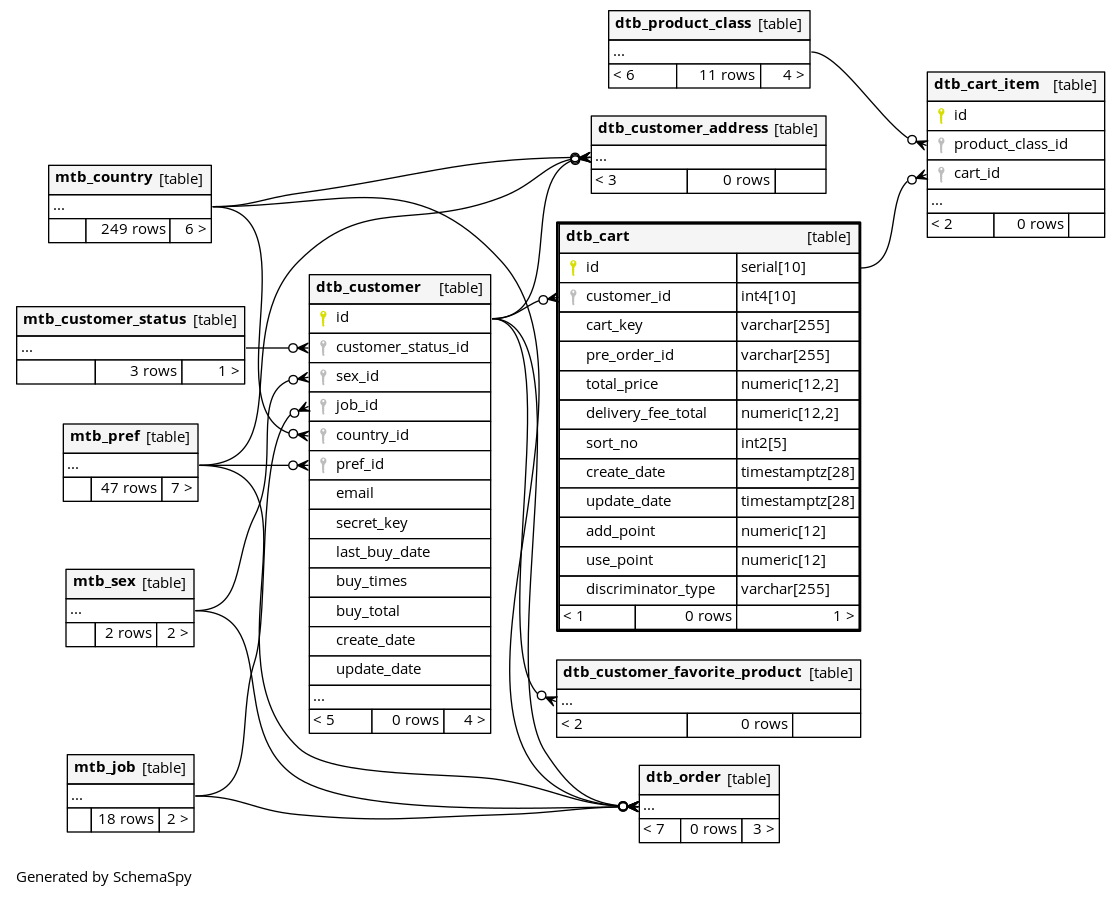 dtb_product_class [table]
...
< 6 11 rows 4 >
dtb_cart_item [table]
id
product_class_id
cart_id
...
< 2 0 rows
dtb_customer_address [table]
...
< 3 0 rows
mtb_country [table]
...
249 rows 6 >
dtb_cart [table]
id serial[10]
customer_id int4[10]
cart_key varchar[255]
pre_order_id varchar[255]
total_price numeric[12,2]
delivery_fee_total numeric[12,2]
sort_no int2[5]
create_date timestamptz[28]
update_date timestamptz[28]
add_point numeric[12]
use_point numeric[12]
discriminator_type varchar[255]
< 1 0 rows 1 >
dtb_customer [table]
id
customer_status_id
sex_id
job_id
country_id
pref_id
email
secret_key
last_buy_date
buy_times
buy_total
create_date
update_date
...
< 5 0 rows 4 >
mtb_customer_status [table]
...
3 rows 1 >
mtb_pref [table]
...
47 rows 7 >
mtb_sex [table]
...
2 rows 2 >
dtb_customer_favorite_product [table]
...
< 2 0 rows
mtb_job [table]
...
18 rows 2 >
dtb_order [table]
...
< 7 0 rows 3 >
Generated by SchemaSpy